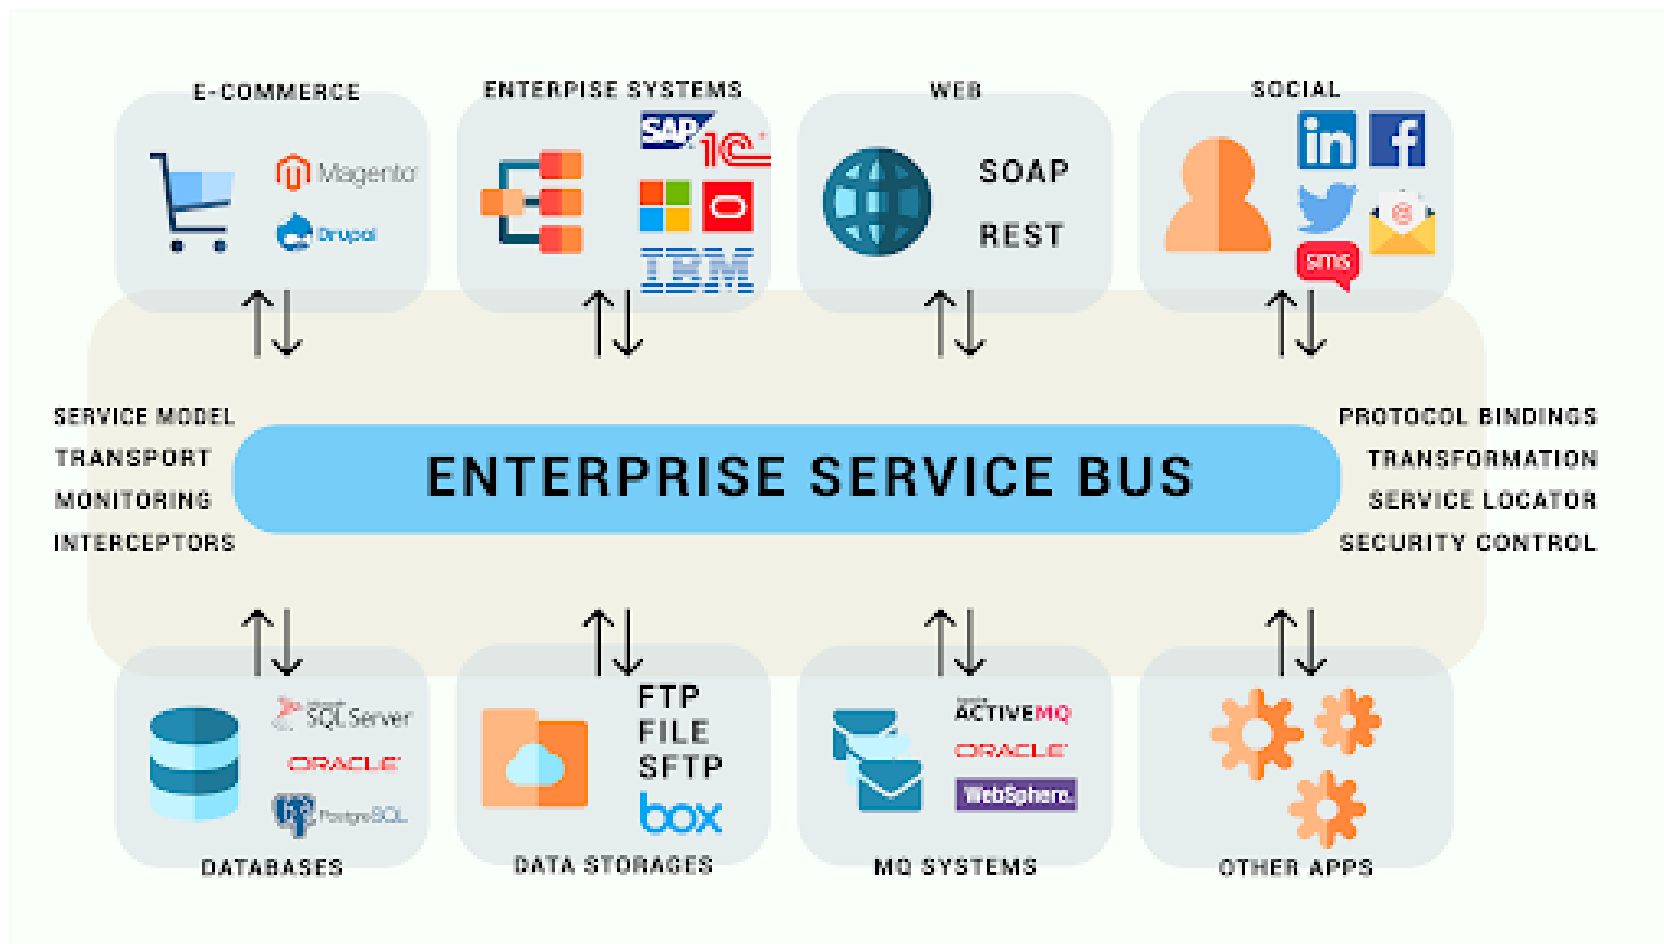 E-COMMERCE
Magento
Drupal
ENTERPISE SYSTEMS
SAP
1C
IBM
WEB
SOAP
REST
SOCIAL
in
f
@
sms
SERVICE MODEL
TRANSPORT
MONITORING
INTERCEPTORS
ENTERPRISE SERVICE BUS
PROTOCOL BINDINGS
TRANSFORMATION
SERVICE LOCATOR
SECURITY CONTROL
SQL Server
ORACLE
PostgreSQL
DATABASES
FTP
FILE
SFTP
box
DATA STORAGES
ACTIVEMQ
ORACLE
WebSphere.
MQ SYSTEMS
OTHER APPS